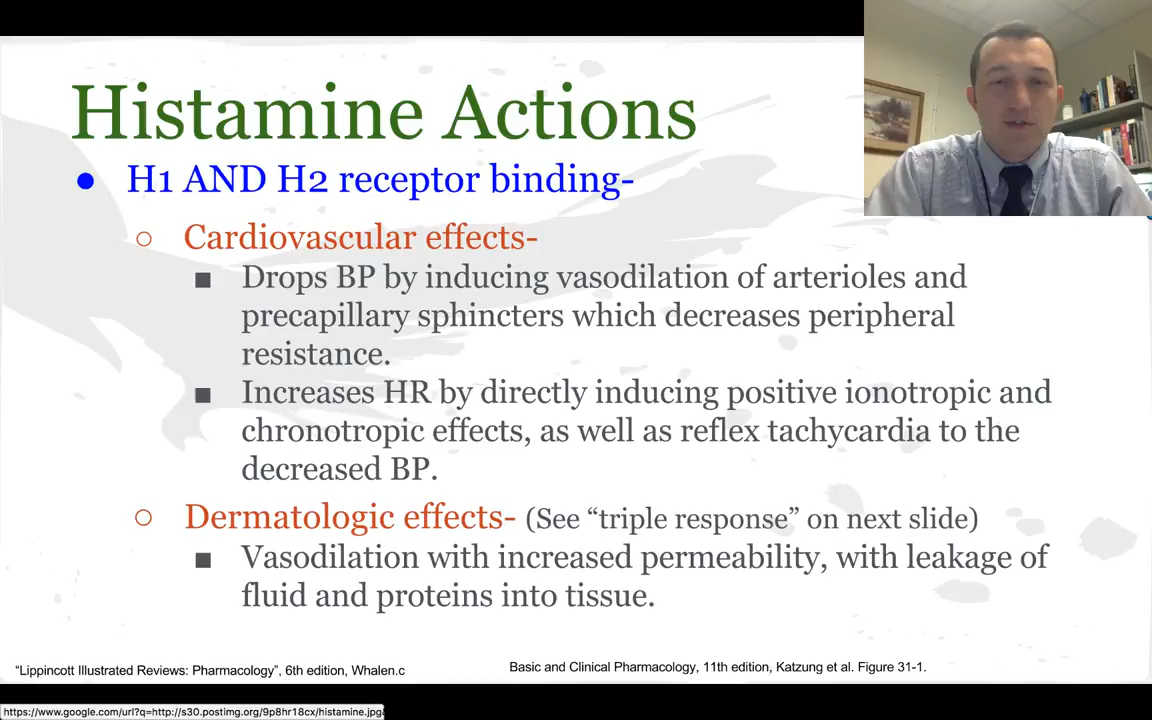 Histamine Actions
● H1 AND H2 receptor binding-
○ Cardiovascular effects-
■ Drops BP by inducing vasodilation of arterioles and
precapillary sphincters which decreases peripheral
resistance.
■ Increases HR by directly inducing positive ionotropic and
chronotropic effects, as well as reflex tachycardia to the
decreased BP.
○ Dermatologic effects- (See “triple response” on next slide)
■ Vasodilation with increased permeability, with leakage of
fluid and proteins into tissue.
“Lippincott Illustrated Reviews: Pharmacology”, 6th edition, Whalen.c
Basic and Clinical Pharmacology, 11th edition, Katzung et al. Figure 31-1.
https://www.google.com/url?q=http://s30.postimg.org/9p8hr18cx/histamine.jpg&